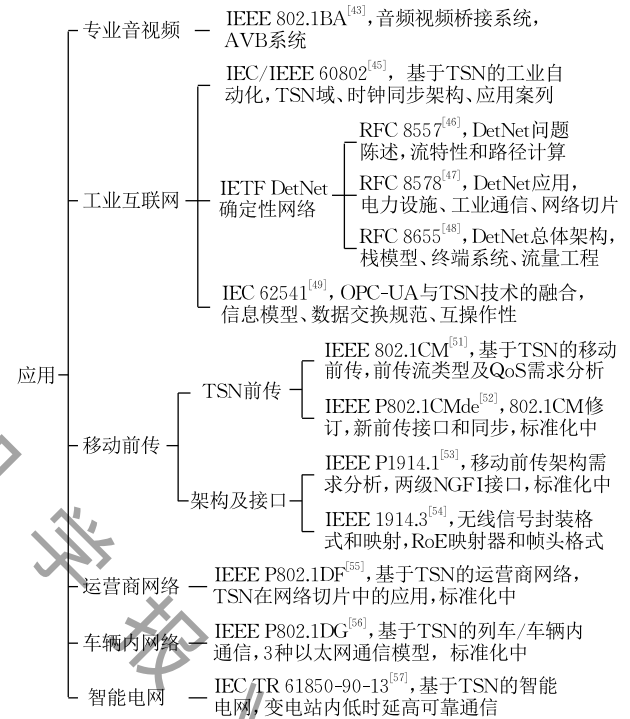 专业音视频
IEEE 802.1BA[43],音频视频桥接系统,
AVB系统
IEC/IEEE 60802[45], 基于TSN的工业自
动化,TSN域、时钟同步架构、应用案列
工业互联网
IETF DetNet
确定性网络
RFC 8557[46],DetNet问题
陈述,流特性和路径计算
RFC 8578[47],DetNet应用,
电力设施、工业通信、网络切片
RFC 8655[48],DetNet总体架构,
栈模型、终端系统、流量工程
IEC 62541[49],OPC-UA与TSN技术的融合,
信息模型、数据交换规范、互操作性
应用
移动前传
TSN前传
IEEE 802.1CM[51],基于TSN的移动
前传,前传流类型及QoS需求分析
IEEE P802.1CMde[52],802.1CM修
订,新前传接口和同步,标准化中
架构及接口
IEEE P1914.1[53],移动前传架构需
求分析,两级NGFI接口,标准化中
IEEE 1914.3[54],无线信号封装格
式和映射,RoE映射器和帧头格式
运营商网络
IEEE P802.1DF[55],基于TSN的运营商网络,
TSN在网络切片中的应用,标准化中
车辆内网络
IEEE P802.1DG[56],基于TSN的列车/车辆内
通信,3种以太网通信模型, 标准化中
智能电网
IEC TR 61850-90-13[57],基于TSN的智能
电网,变电站内低时延高可靠通信
学报